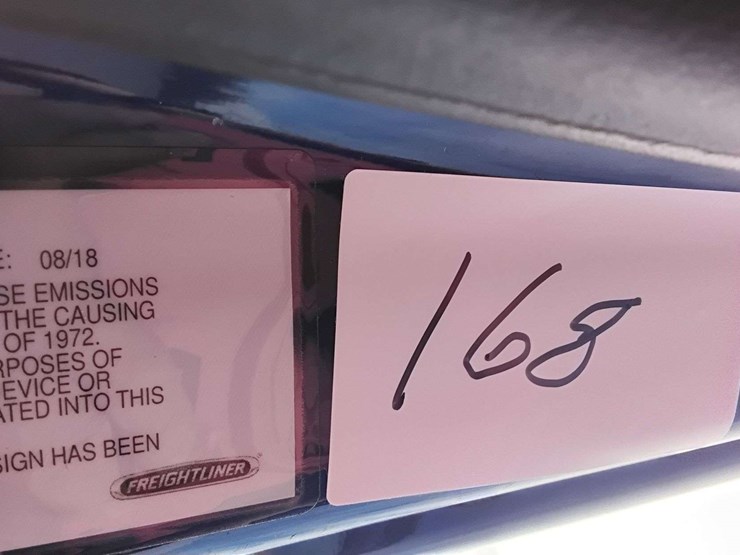 : 08/18
SE EMISSIONS
THE CAUSING
OF 1972.
RPOSES OF
EVICE OR
ATED INTO THIS
SIGN HAS BEEN
FREIGHTLINER
168